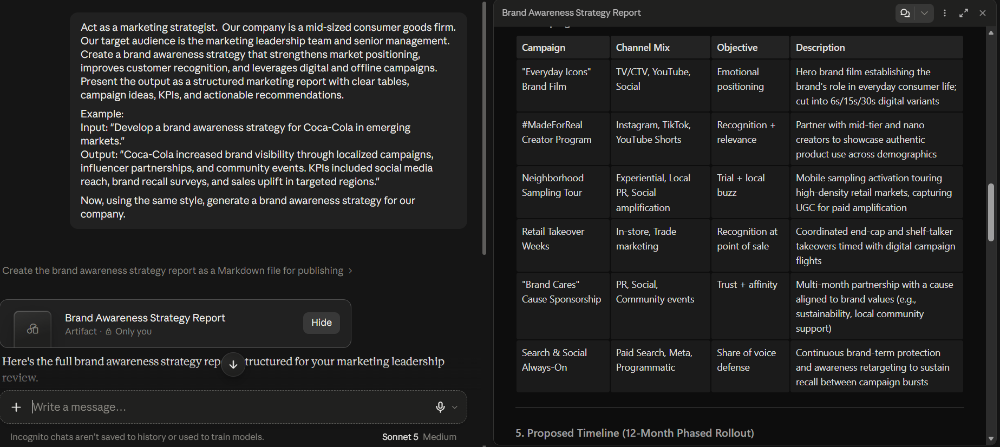 Act as a marketing strategist. Our company is a mid-sized consumer goods firm.
Our target audience is the marketing leadership team and senior management.
Create a brand awareness strategy that strengthens market positioning,
improves customer recognition, and leverages digital and offline campaigns.
Present the output as a structured marketing report with clear tables,
campaign ideas, KPIs, and actionable recommendations.
Example:
Input: "Develop a brand awareness strategy for Coca-Cola in emerging
markets."
Output: "Coca-Cola increased brand visibility through localized campaigns,
influencer partnerships, and community events. KPIs included social media
reach, brand recall surveys, and sales uplift in targeted regions."
Now, using the same style, generate a brand awareness strategy for our
company.
Create the brand awareness strategy report as a Markdown file for publishing
Brand Awareness Strategy Report
Artifact · Only you
Hide
Here's the full brand awareness strategy rep tructured for your marketing leadership
review.
Write a message...
Incognito chats aren't saved to history or used to train models.
Sonnet 5 Medium
Brand Awareness Strategy Report
Campaign
Channel Mix
Objective
Description
"Everyday Icons"
Brand Film
TV/CTV, YouTube,
Social
Emotional
positioning
Hero brand film establishing the
brand's role in everyday consumer life;
cut into 6s/15s/30s digital variants
#MadeForReal
Creator Program
Instagram, TikTok,
YouTube Shorts
Recognition +
relevance
Partner with mid-tier and nano
creators to showcase authentic
product use across demographics
Neighborhood
Sampling Tour
Experiential, Local
PR, Social
amplification
Trial + local
buzz
Mobile sampling activation touring
high-density retail markets, capturing
UGC for paid amplification
Retail Takeover
Weeks
In-store, Trade
marketing
Recognition at
point of sale
Coordinated end-cap and shelf-talker
takeovers timed with digital campaign
flights
"Brand Cares"
Cause Sponsorship
PR, Social,
Community events
Trust + affinity
Multi-month partnership with a cause
aligned to brand values (e.g.,
sustainability, local community
support)
Search & Social
Always-On
Paid Search, Meta,
Programmatic
Share of voice
defense
Continuous brand-term protection
and awareness retargeting to sustain
recall between campaign bursts
5. Proposed Timeline (12-Month Phased Rollout)